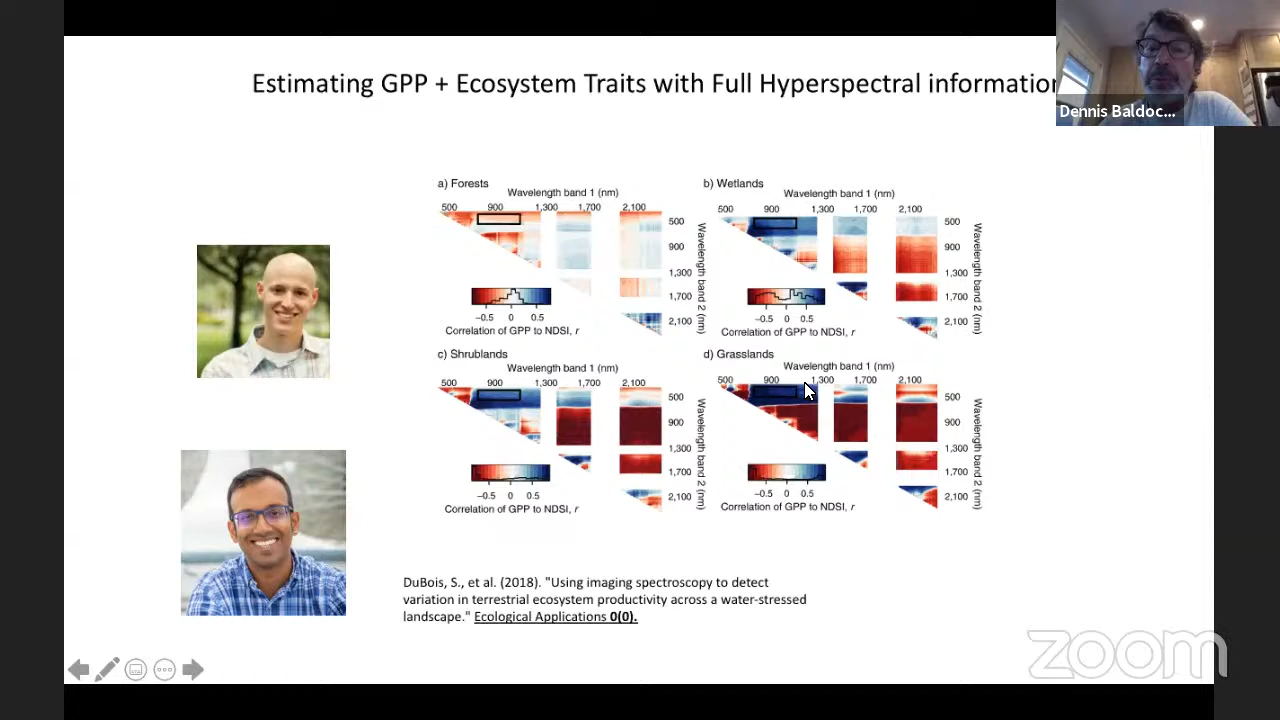 Estimating GPP + Ecosystem Traits with Full Hyperspectral information
Dennis Baldoc...
a) Forests
Wavelength band 1 (nm)
500 900 1,300 1,700 2,100
500
900
1,300
1,700
2,100
Wavelength band 2 (nm)
−0.5 0 0.5
Correlation of GPP to NDSI, r
b) Wetlands
Wavelength band 1 (nm)
500 900 1,300 1,700 2,100
500
900
1,300
1,700
2,100
Wavelength band 2 (nm)
−0.5 0 0.5
Correlation of GPP to NDSI, r
c) Shrublands
Wavelength band 1 (nm)
500 900 1,300 1,700 2,100
500
900
1,300
1,700
2,100
Wavelength band 2 (nm)
−0.5 0 0.5
Correlation of GPP to NDSI, r
d) Grasslands
Wavelength band 1 (nm)
500 900 1,300 1,700 2,100
500
900
1,300
1,700
2,100
Wavelength band 2 (nm)
−0.5 0 0.5
Correlation of GPP to NDSI, r
DuBois, S., et al. (2018). "Using imaging spectroscopy to detect
variation in terrestrial ecosystem productivity across a water-stressed
landscape." Ecological Applications 0(0).
zoom